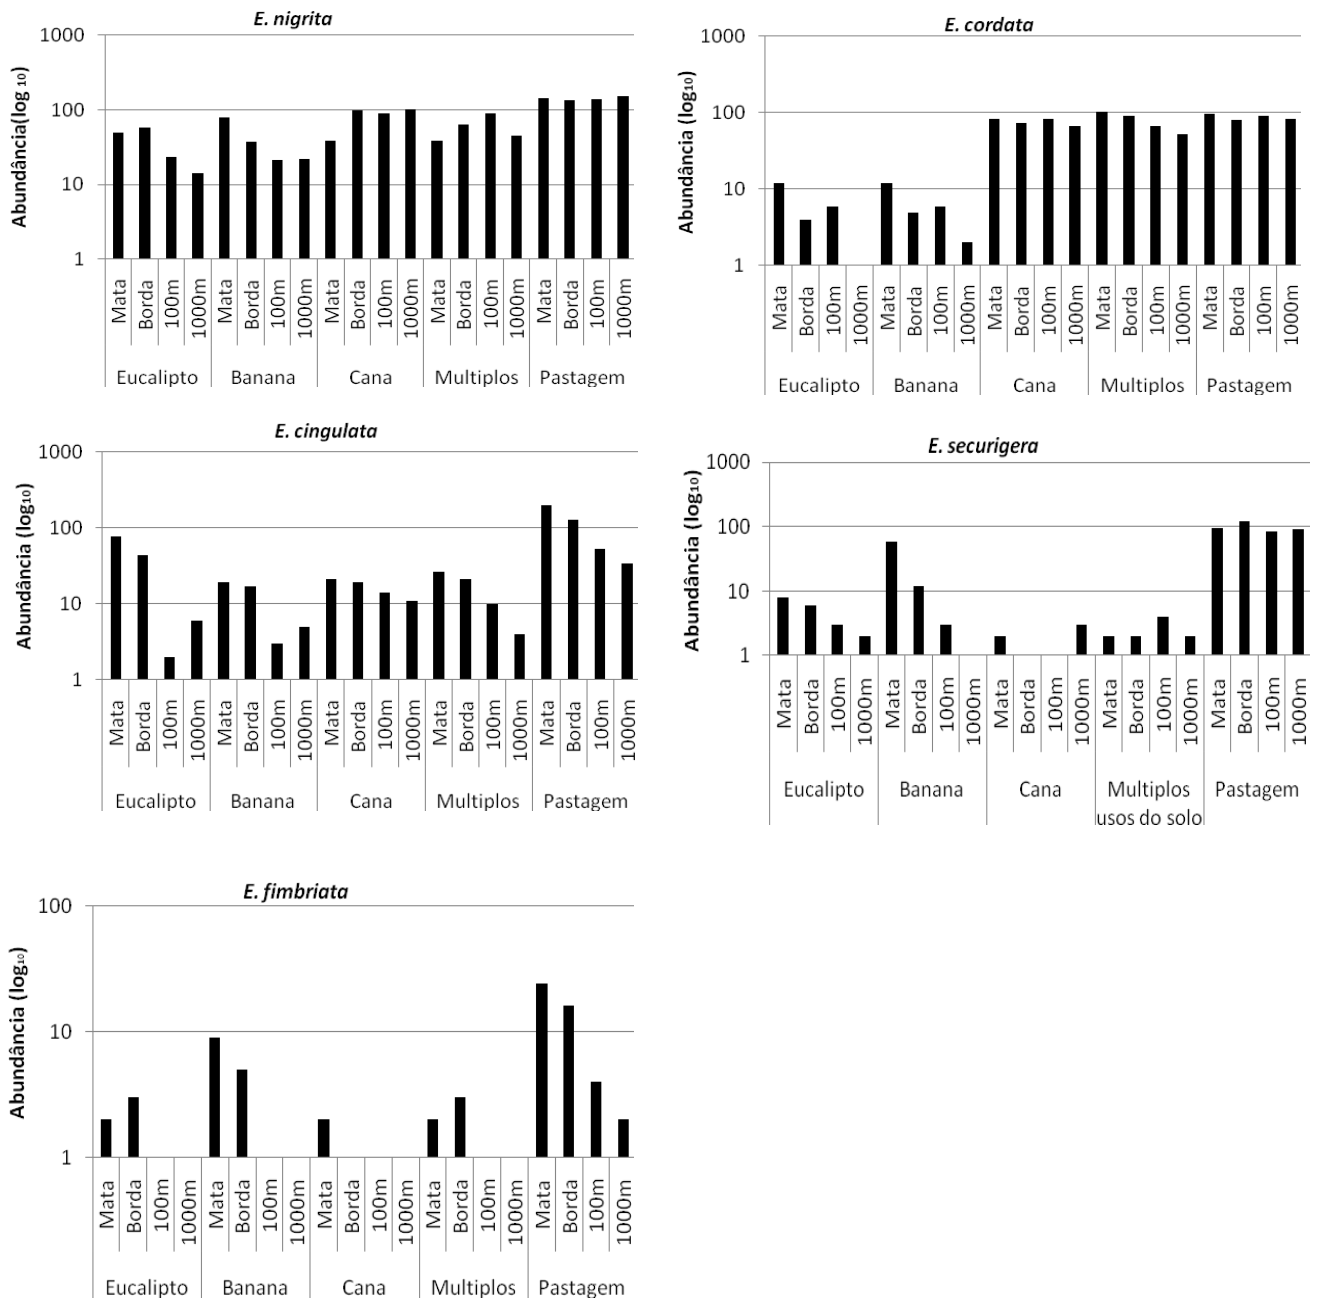 E. nigrita
Abundância(log 10)
1000
100
10
1
Mata
Borda
100m
1000m
Mata
Borda
100m
1000m
Mata
Borda
100m
1000m
Mata
Borda
100m
1000m
Mata
Borda
100m
1000m
Eucalipto
Banana
Cana
Multiplos
Pastagem
E. cordata
Abundância (log10)
1000
100
10
1
Mata
Borda
100m
1000m
Mata
Borda
100m
1000m
Mata
Borda
100m
1000m
Mata
Borda
100m
1000m
Mata
Borda
100m
1000m
Eucalipto
Banana
Cana
Multiplos
Pastagem
E. cingulata
Abundância (log10)
1000
100
10
1
Mata
Borda
100m
1000m
Mata
Borda
100m
1000m
Mata
Borda
100m
1000m
Mata
Borda
100m
1000m
Mata
Borda
100m
1000m
Eucalipto
Banana
Cana
Multiplos
Pastagem
E. securigera
Abundância (log10)
1000
100
10
1
Mata
Borda
100m
1000m
Mata
Borda
100m
1000m
Mata
Borda
100m
1000m
Mata
Borda
100m
1000m
Mata
Borda
100m
1000m
Eucalipto
Banana
Cana
Multiplos
usos do solo
Pastagem
E. fimbriata
Abundância (log10)
100
10
1
Mata
Borda
100m
1000m
Mata
Borda
100m
1000m
Mata
Borda
100m
1000m
Mata
Borda
100m
1000m
Mata
Borda
100m
1000m
Eucalipto
Banana
Cana
Multiplos
Pastagem